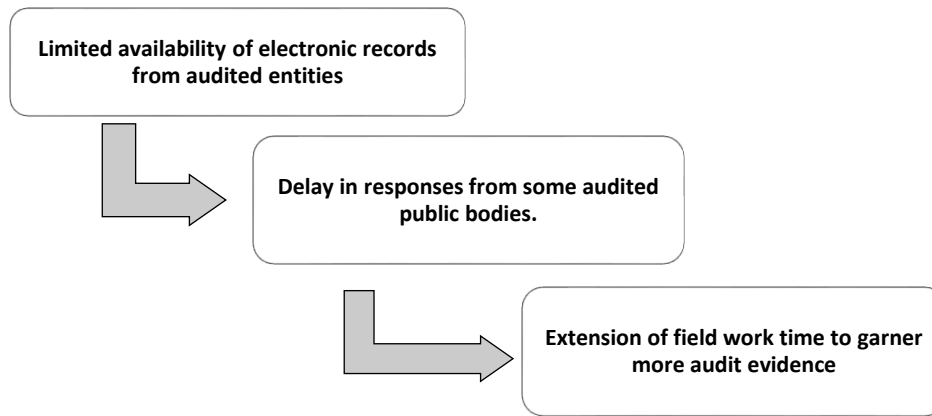 Limited availability of electronic records
from audited entities
Delay in responses from some audited
public bodies.
Extension of field work time to garner
more audit evidence